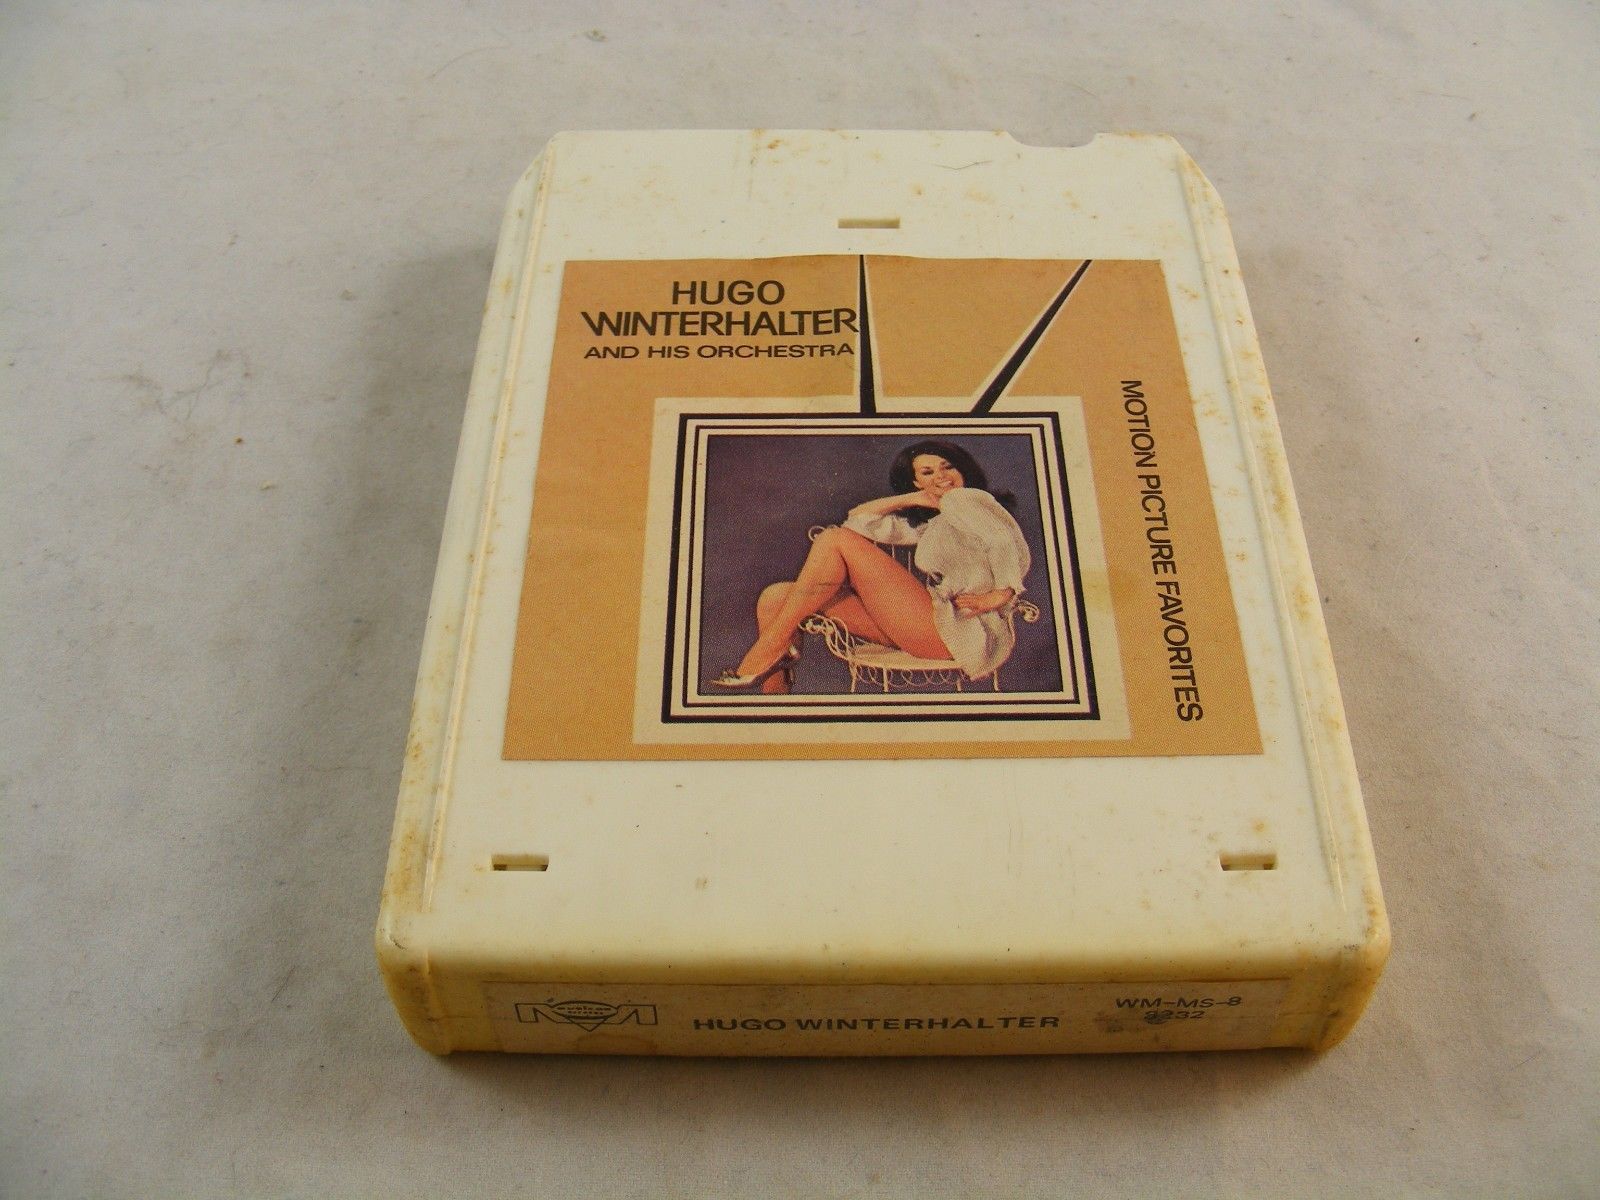 HUGO
WINTERHALTER
AND HIS ORCHESTRA
MOTION PICTURE FAVORITES
HUGO WINTERHALTER
WM-MS-8